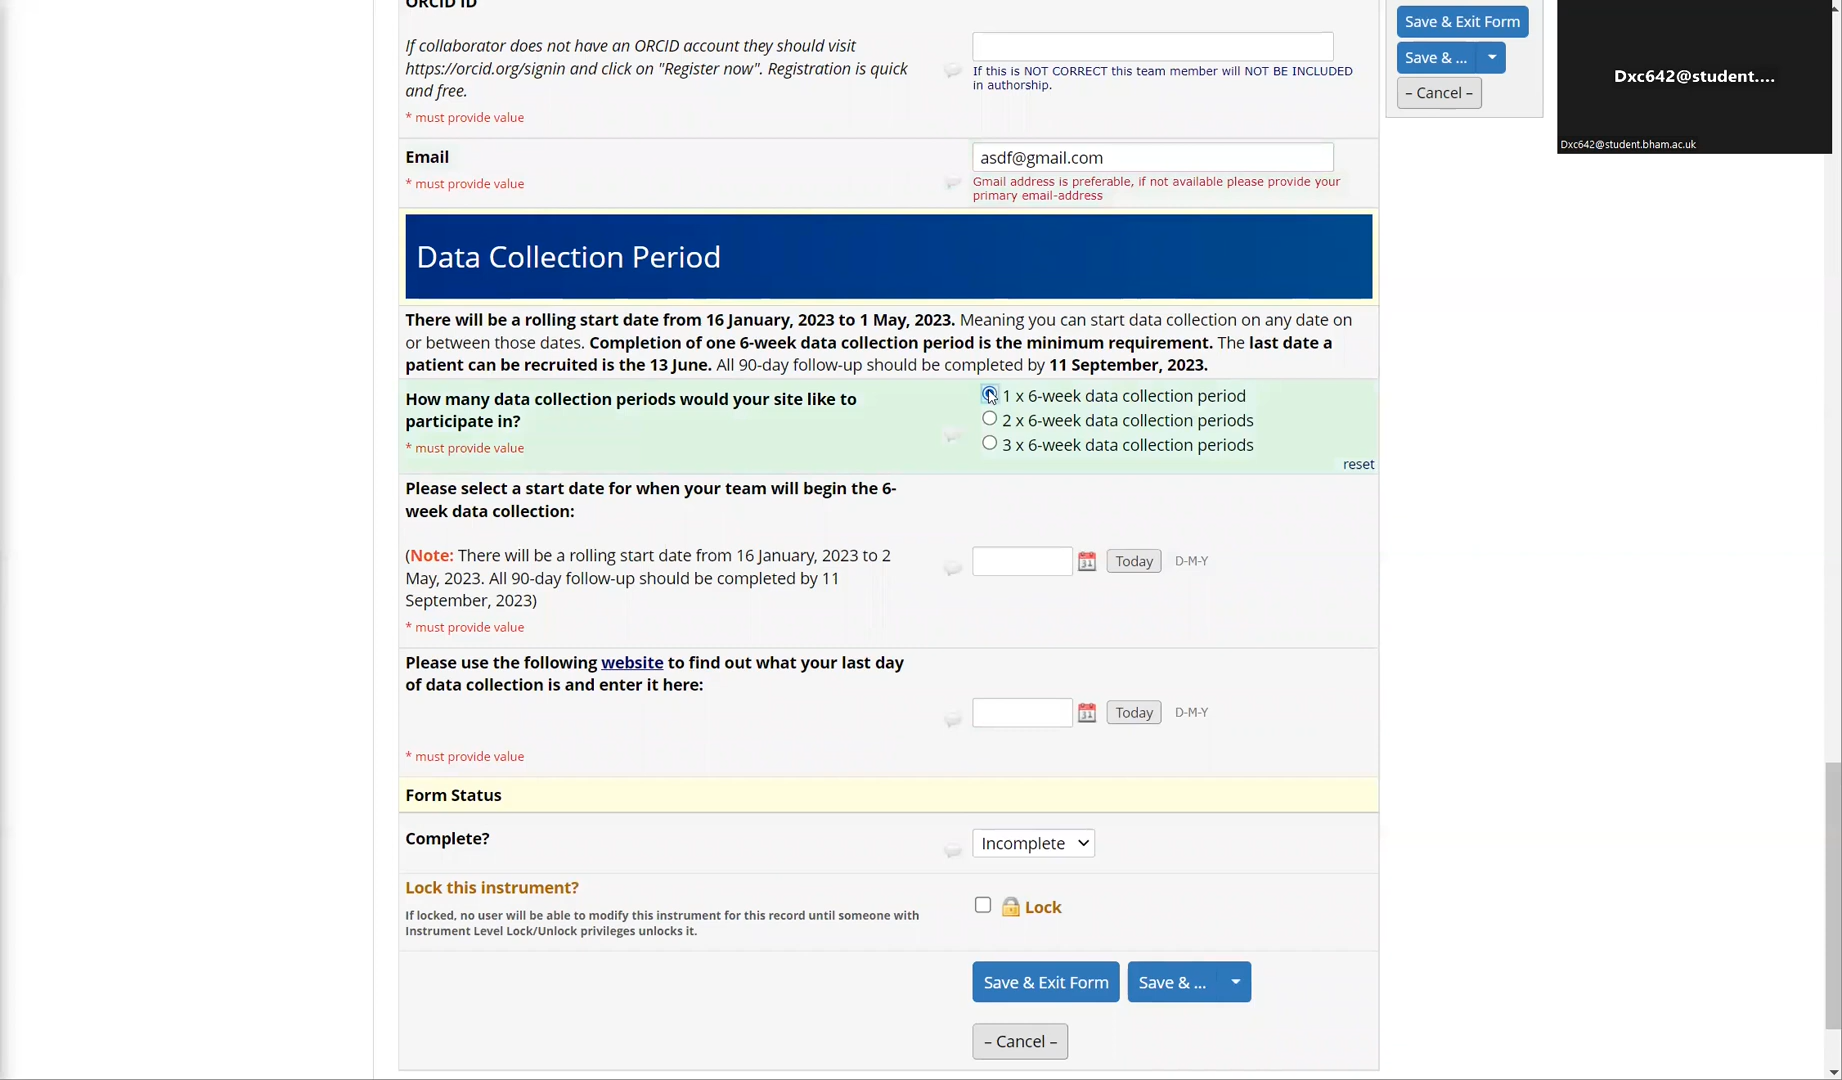 ORCID ID
If collaborator does not have an ORCID account they should visit
https://orcid.org/signin and click on "Register now". Registration is quick
and free.
* must provide value
If this is NOT CORRECT this team member will NOT BE INCLUDED
in authorship.
Email
* must provide value
asdf@gmail.com
Gmail address is preferable, if not available please provide your
primary email-address
Data Collection Period
There will be a rolling start date from 16 January, 2023 to 1 May, 2023. Meaning you can start data collection on any date on
or between those dates. Completion of one 6-week data collection period is the minimum requirement. The last date a
patient can be recruited is the 13 June. All 90-day follow-up should be completed by 11 September, 2023.
How many data collection periods would your site like to
participate in?
* must provide value
1 x 6-week data collection period
2 x 6-week data collection periods
3 x 6-week data collection periods
reset
Please select a start date for when your team will begin the 6-
week data collection:
(Note: There will be a rolling start date from 16 January, 2023 to 2
May, 2023. All 90-day follow-up should be completed by 11
September, 2023)
* must provide value
31 Today D-M-Y
Please use the following website to find out what your last day
of data collection is and enter it here:
* must provide value
31 Today D-M-Y
Form Status
Complete?
Incomplete
Lock this instrument?
If locked, no user will be able to modify this instrument for this record until someone with
Instrument Level Lock/Unlock privileges unlocks it.
Lock
Save & Exit Form
Save & ...
– Cancel –
Save & Exit Form
Save & ...
– Cancel –
Dxc642@student....
Dxc642@student.bham.ac.uk